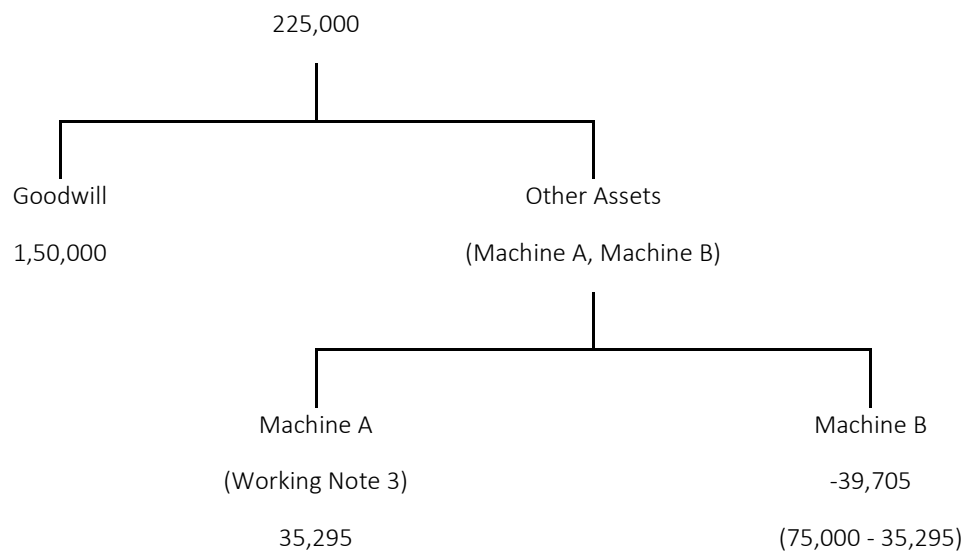 225,000
Goodwill
1,50,000
Other Assets
(Machine A, Machine B)
Machine A
(Working Note 3)
35,295
Machine B
-39,705
(75,000 - 35,295)